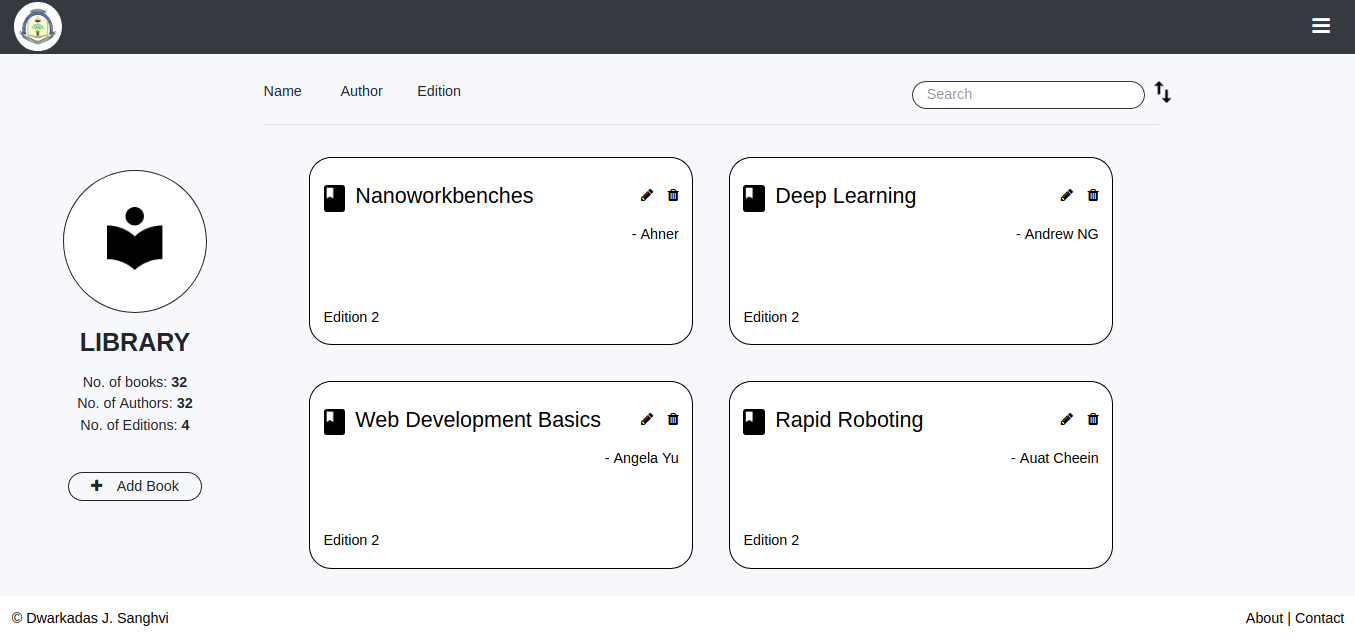 Name Author Edition Search
LIBRARY
No. of books: 32
No. of Authors: 32
No. of Editions: 4
Add Book
Nanoworkbenches
- Ahner
Edition 2
Deep Learning
- Andrew NG
Edition 2
Web Development Basics
- Angela Yu
Edition 2
Rapid Roboting
- Auat Cheein
Edition 2
© Dwarkadas J. Sanghvi
About | Contact